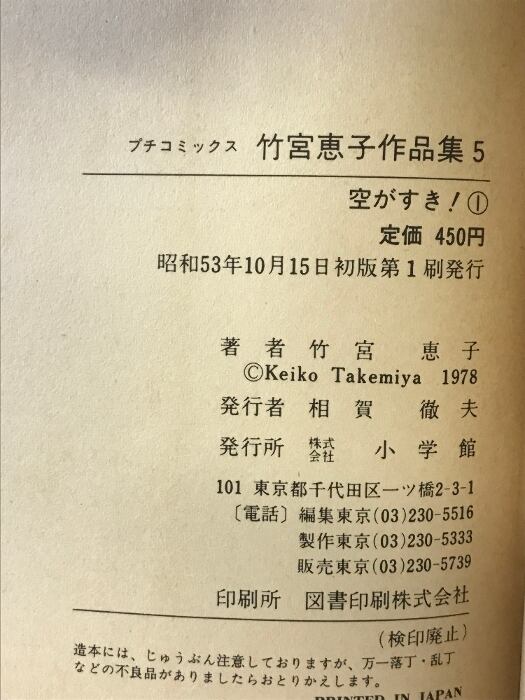 プチコミックス 竹宮恵子作品集5
空がすき！①
定価 450円
昭和53年10月15日初版第1刷発行
著者 竹宮 恵子
©Keiko Takemiya 1978
発行者 相賀 徹夫
発行所 株式会社 小学館
101 東京都千代田区一ツ橋2-3-1
〔電話〕編集東京(03)230-5516
製作東京(03)230-5333
販売東京(03)230-5739
印刷所 図書印刷株式会社
(検印廃止)
造本には、じゅうぶん注意しておりますが、万一落丁・乱丁
などの不良品がありましたらおとりかえします。
PRINTED IN JAPAN